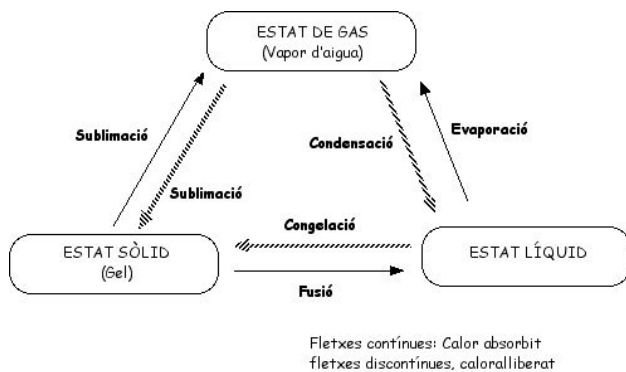 ESTAT DE GAS
(Vapor d'aigua)
Sublimació
Condensació
Evaporació
Sublimació
Congelació
ESTAT SÒLID
(Gel)
ESTAT LÍQUID
Fusió
Fletxes contínues: Calor absorbit
fletxes discontínues, caloralliberat